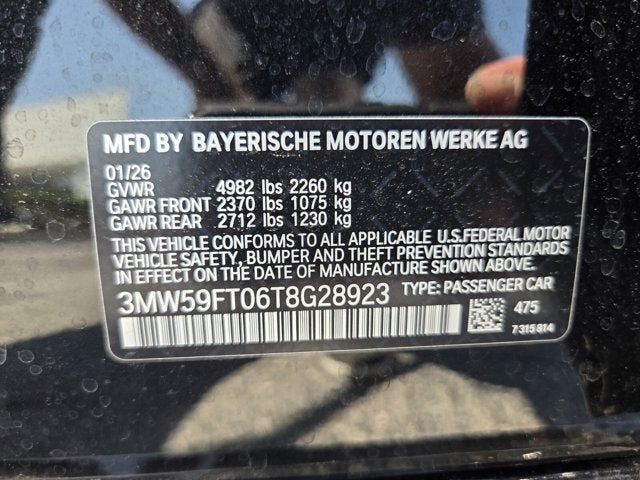 MFD BY BAYERISCHE MOTOREN WERKE AG
01/26
GVWR 4982 lbs 2260 kg
GAWR FRONT 2370 lbs 1075 kg
GAWR REAR 2712 lbs 1230 kg
THIS VEHICLE CONFORMS TO ALL APPLICABLE U.S.FEDERAL MOTOR
VEHICLE SAFETY, BUMPER AND THEFT PREVENTION STANDARDS
IN EFFECT ON THE DATE OF MANUFACTURE SHOWN ABOVE.
3MW59FT06T8G28923 TYPE: PASSENGER CAR
475
7315814